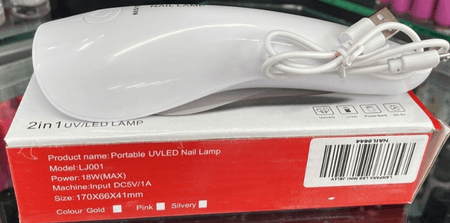 NAIL LAMP
2in1 UV/LED LAMP
Product name: Portable UVLED Nail Lamp
Model:LJ001
Power:18W(MAX)
Machine:Input DC5V/1A
Size:170X66X41mm
Colour Gold Pink Silvery
NAIL0644